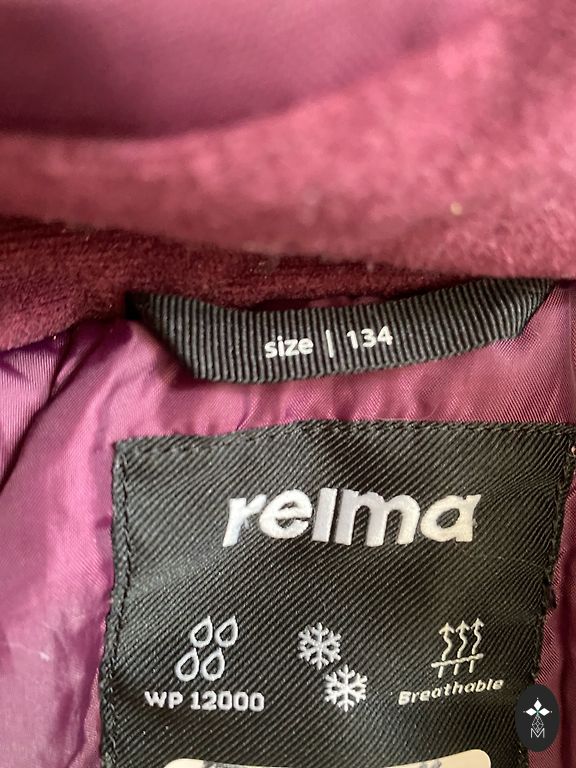 size | 134
reima
WP 12000
Breathable
M